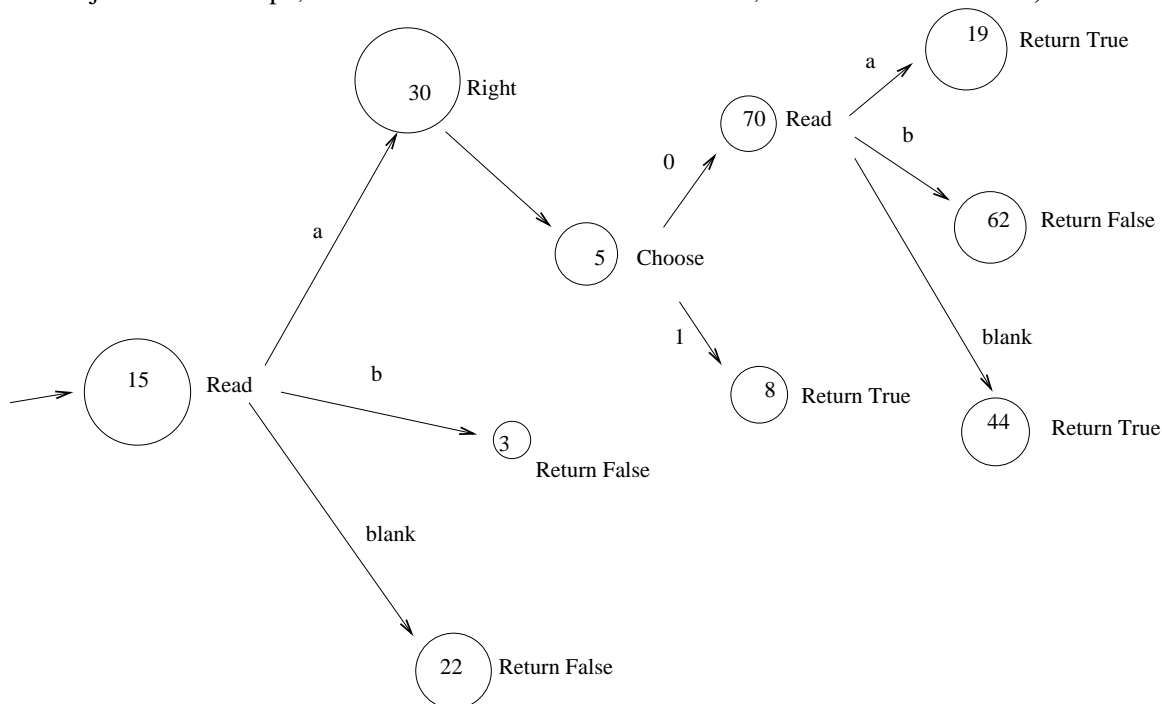 19 Return True
a
30 Right
70 Read
b
0
62 Return False
a
5 Choose
blank
1
15 Read
b
8 Return True
44 Return True
3
Return False
blank
22 Return False